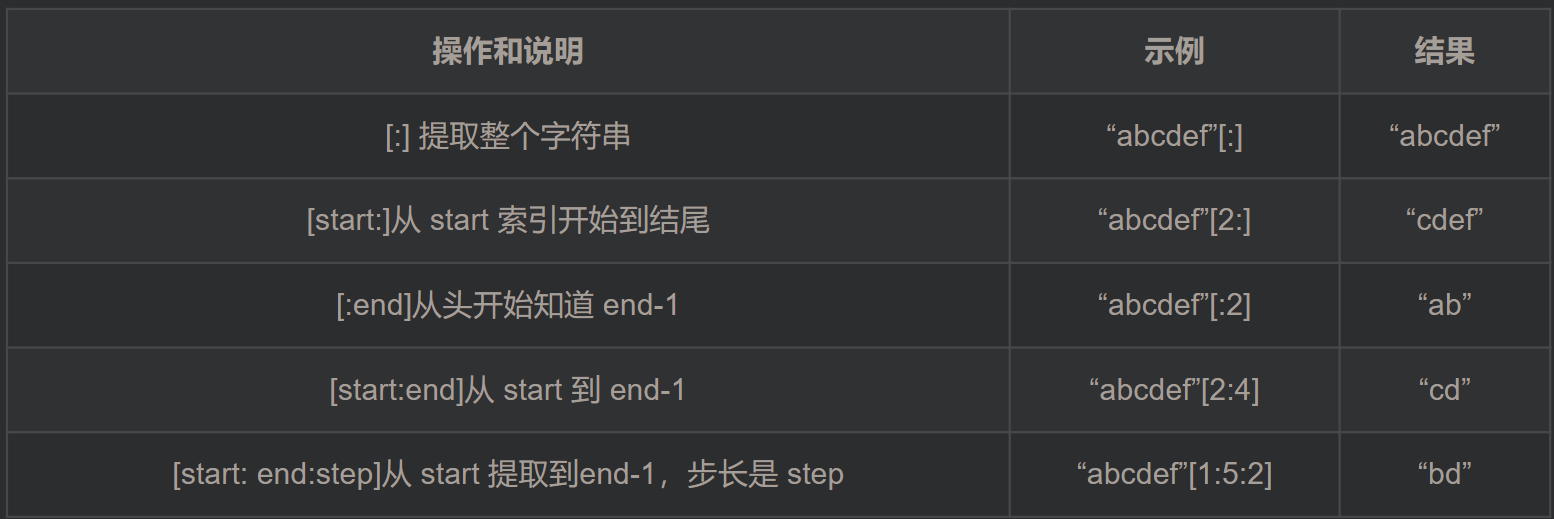 操作和说明 示例 结果
[:] 提取整个字符串 “abcdef”[:] “abcdef”
[start:]从 start 索引开始到结尾 “abcdef”[2:] “cdef”
[:end]从头开始知道 end-1 “abcdef”[:2] “ab”
[start:end]从 start 到 end-1 “abcdef”[2:4] “cd”
[start: end:step]从 start 提取到end-1，步长是 step “abcdef”[1:5:2] “bd”